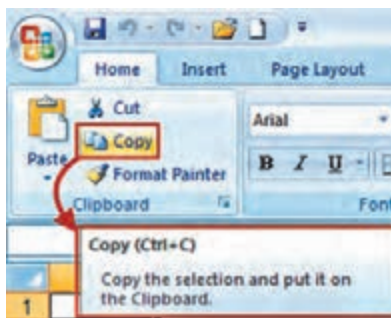 Home Insert Page Layout
Cut
Copy
Paste
Format Painter
Clipboard
Arial
B I U
Font
Copy (Ctrl+C)
Copy the selection and put it on
the Clipboard.
1